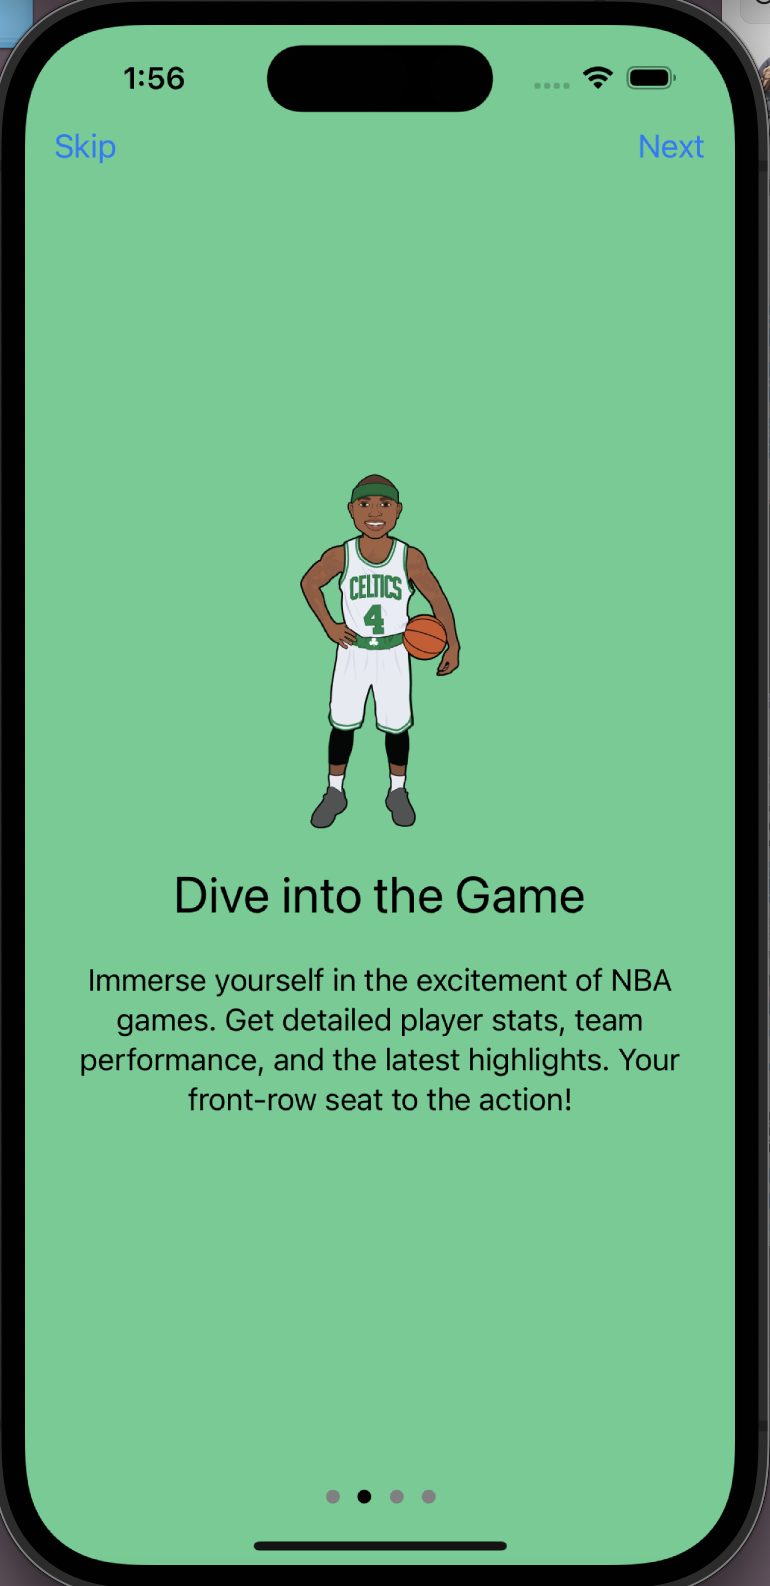 1:56
Skip
Next
CELTICS
4
Dive into the Game
Immerse yourself in the excitement of NBA
games. Get detailed player stats, team
performance, and the latest highlights. Your
front-row seat to the action!